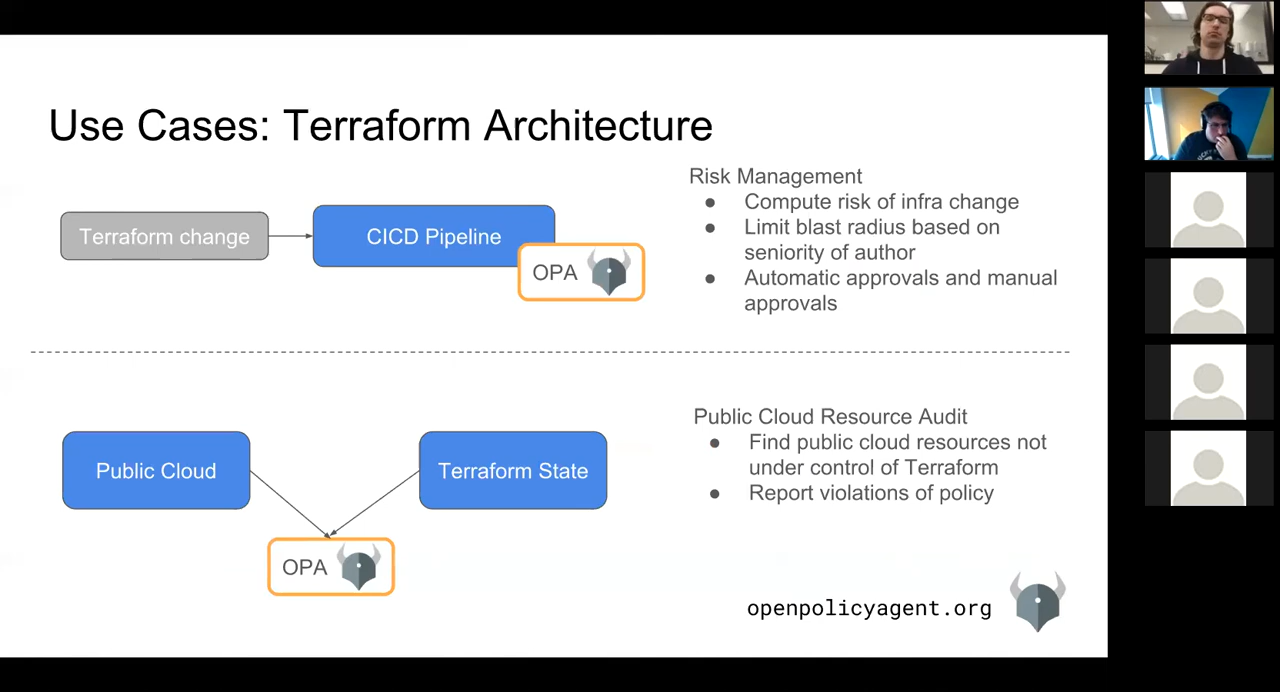 Use Cases: Terraform Architecture
Terraform change
CICD Pipeline
OPA
Risk Management
● Compute risk of infra change
● Limit blast radius based on
seniority of author
● Automatic approvals and manual
approvals
Public Cloud
Terraform State
OPA
Public Cloud Resource Audit
● Find public cloud resources not
under control of Terraform
● Report violations of policy
openpolicyagent.org